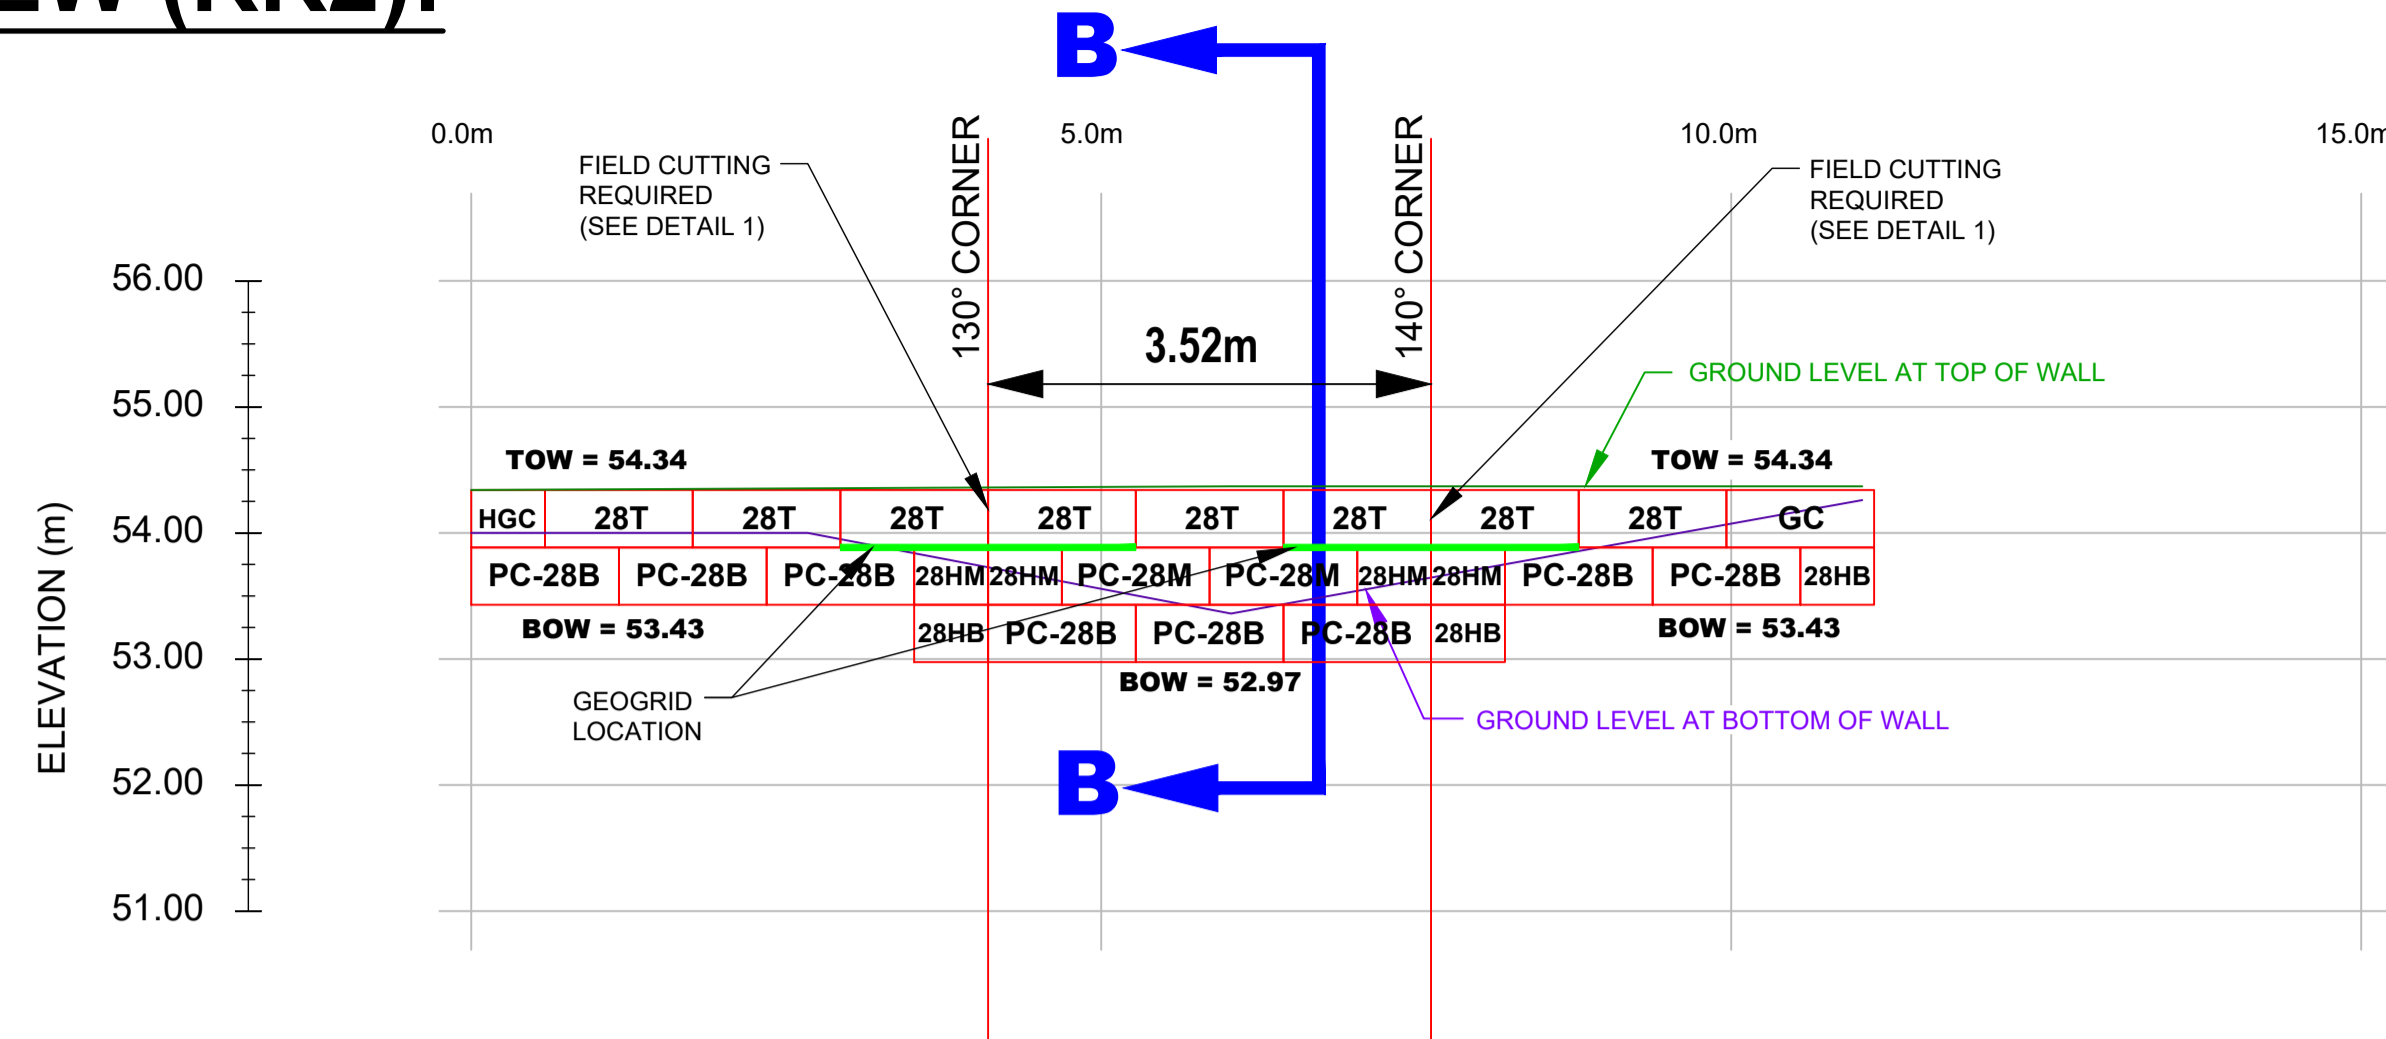 B
0.0m
5.0m
10.0m
130° CORNER
140° CORNER
FIELD CUTTING
REQUIRED
(SEE DETAIL 1)
FIELD CUTTING
REQUIRED
(SEE DETAIL 1)
56.00
55.00
54.00
53.00
52.00
51.00
ELEVATION (m)
3.52m
GROUND LEVEL AT TOP OF WALL
TOW = 54.34
TOW = 54.34
HGC 28T 28T 28T 28T 28T 28T 28T 28T GC
PC-28B PC-28B PC-28B 28HM 28HM PC-28M PC-28M 28HM 28HM PC-28B PC-28B 28HB
28HB PC-28B PC-28B PC-28B 28HB
BOW = 53.43
BOW = 53.43
BOW = 52.97
GEOGRID
LOCATION
GROUND LEVEL AT BOTTOM OF WALL
B